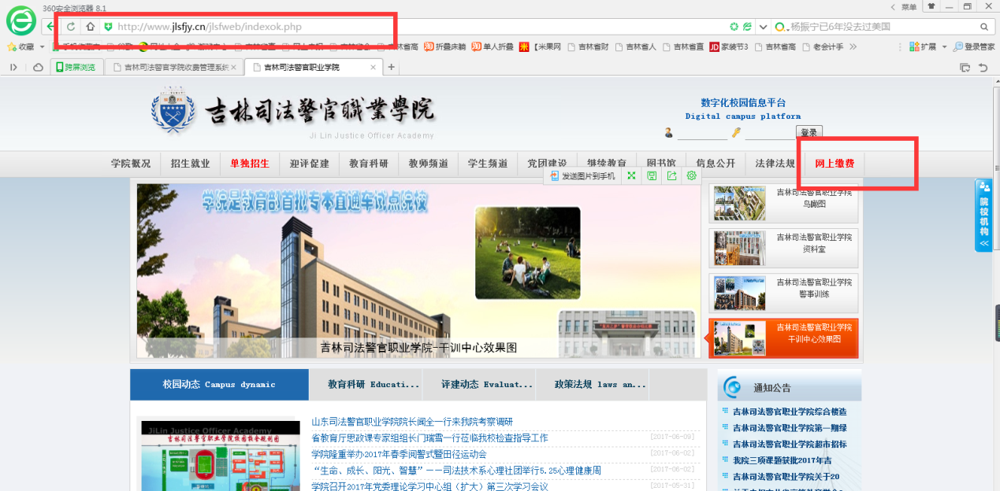 360安全浏览器 8.1
菜单
http://www.jlsfjy.cn/jlsfweb/indexok.php
杨振宁已6年没去过美国
收藏
吉林省高
折叠床躺
单人折叠
【米果网
吉林省财
吉林省人
吉林省直
家装节3
吉林省高
老会计手
扩展
登录管家
跨屏浏览
吉林司法警官学院收费管理系统
吉林司法警官职业学院
吉林司法警官職業學院
Ji Lin Justice Officer Academy
数字化校园信息平台
Digital campus platform
登录
学院概况
招生就业
单独招生
迎评促建
教育科研
教师频道
学生频道
党团建设
继续教育
图书馆
信息公开
法律法规
网上缴费
发送图片到手机
学院是教育部首批专本直通车试点院校
吉林司法警官职业学院-干训中心效果图
吉林司法警官职业学院
鸟瞰图
吉林司法警官职业学院
资料室
吉林司法警官职业学院
警事训练
吉林司法警官职业学院
干训中心效果图
院校机构
校园动态 Campus dynamic
教育科研 Educati...
评建动态 Evaluat...
政策法规 laws an...
通知公告
JiLin Justice Officer Academy
山东司法警官职业学院院长阎全一行来我院考察调研
省教育厅思政课专家组组长门瑞雪一行莅临我校检查指导工作 [2017-06-09]
学院隆重举办2017年春季阅警式暨田径运动会 [2017-06-02]
“生命、成长、阳光、智慧”——司法技术系心理社团举行5.25心理健康周 [2017-06-02]
学院召开2017年党委理论学习中心组（扩大）第三次学习会议 [2017-05-31]
吉林司法警官职业学院综合楼造
吉林司法警官职业学院第一期绿
吉林司法警官职业学院超市招标
我院三项课题获批2017年吉
吉林司法警官职业学院关于20